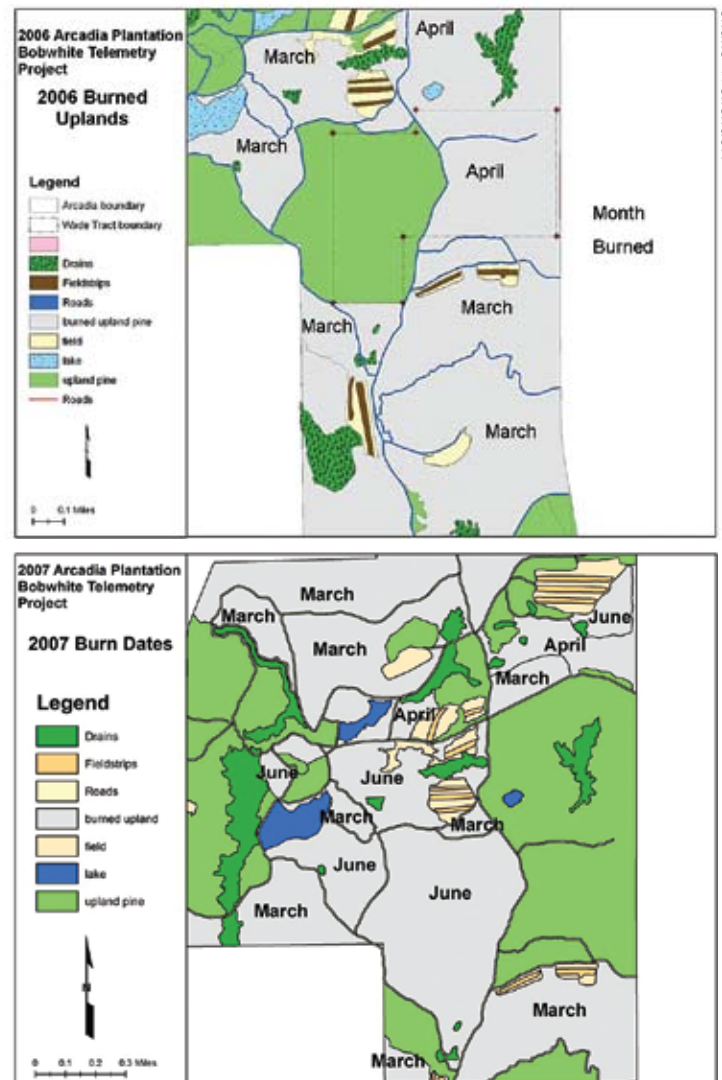 2006 Arcadia Plantation
Bobwhite Telemetry
Project
2006 Burned
Uplands
Legend
Arcadia boundary
Wade Tract boundary
Drains
Fieldstrips
Roads
burned upland pine
field
lake
upland pine
Roads
0 0.1 Miles
April
March
March
April
Month
Burned
March
March
March
2007 Arcadia Plantation
Bobwhite Telemetry
Project
2007 Burn Dates
Legend
Drains
Fieldstrips
Roads
burned upland
field
lake
upland pine
N
0 0.1 0.2 0.3 Miles
March
March
June
March
April
March
April
June
June
March
March
June
June
March
March
March